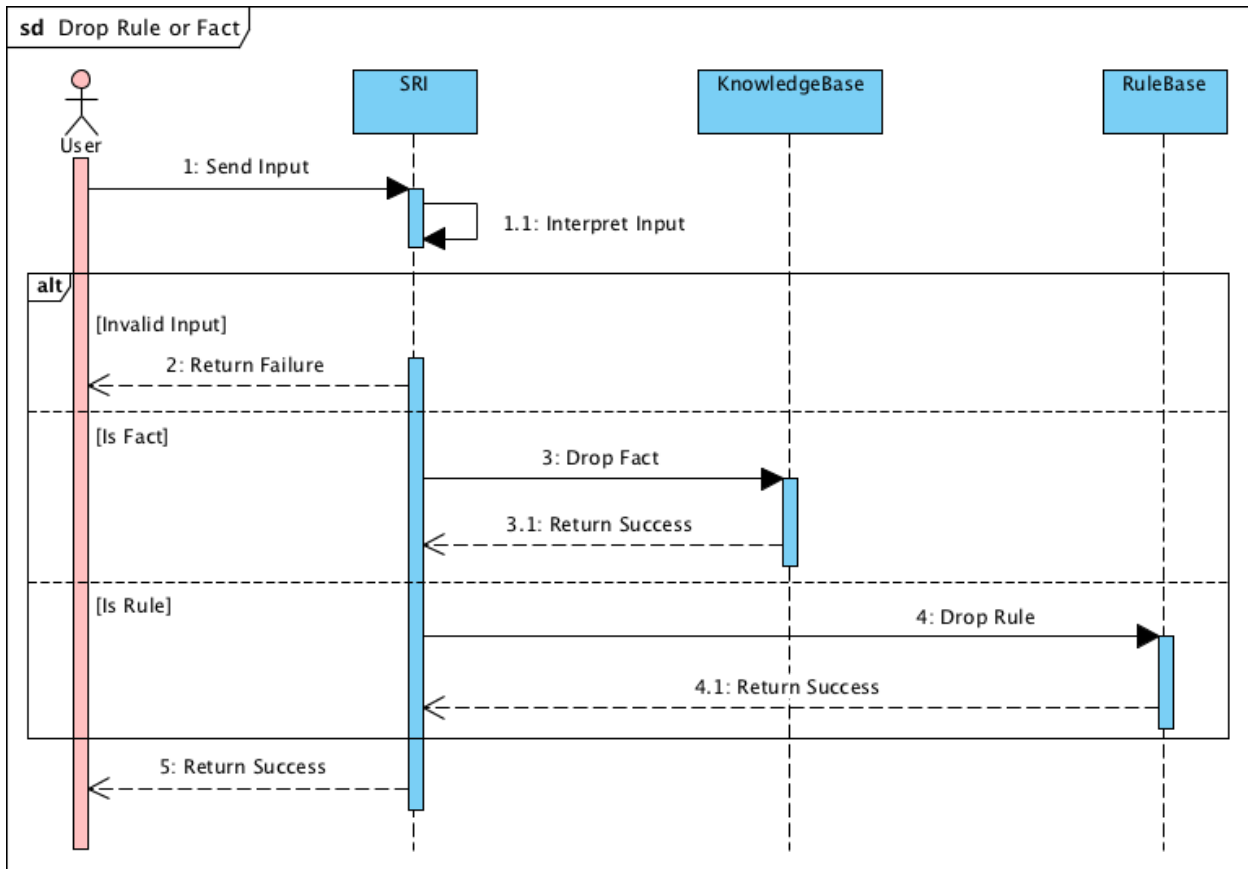 sd Drop Rule or Fact
User
SRI
KnowledgeBase
RuleBase
1: Send Input
1.1: Interpret Input
alt
[Invalid Input]
2: Return Failure
[Is Fact]
3: Drop Fact
3.1: Return Success
[Is Rule]
4: Drop Rule
4.1: Return Success
5: Return Success